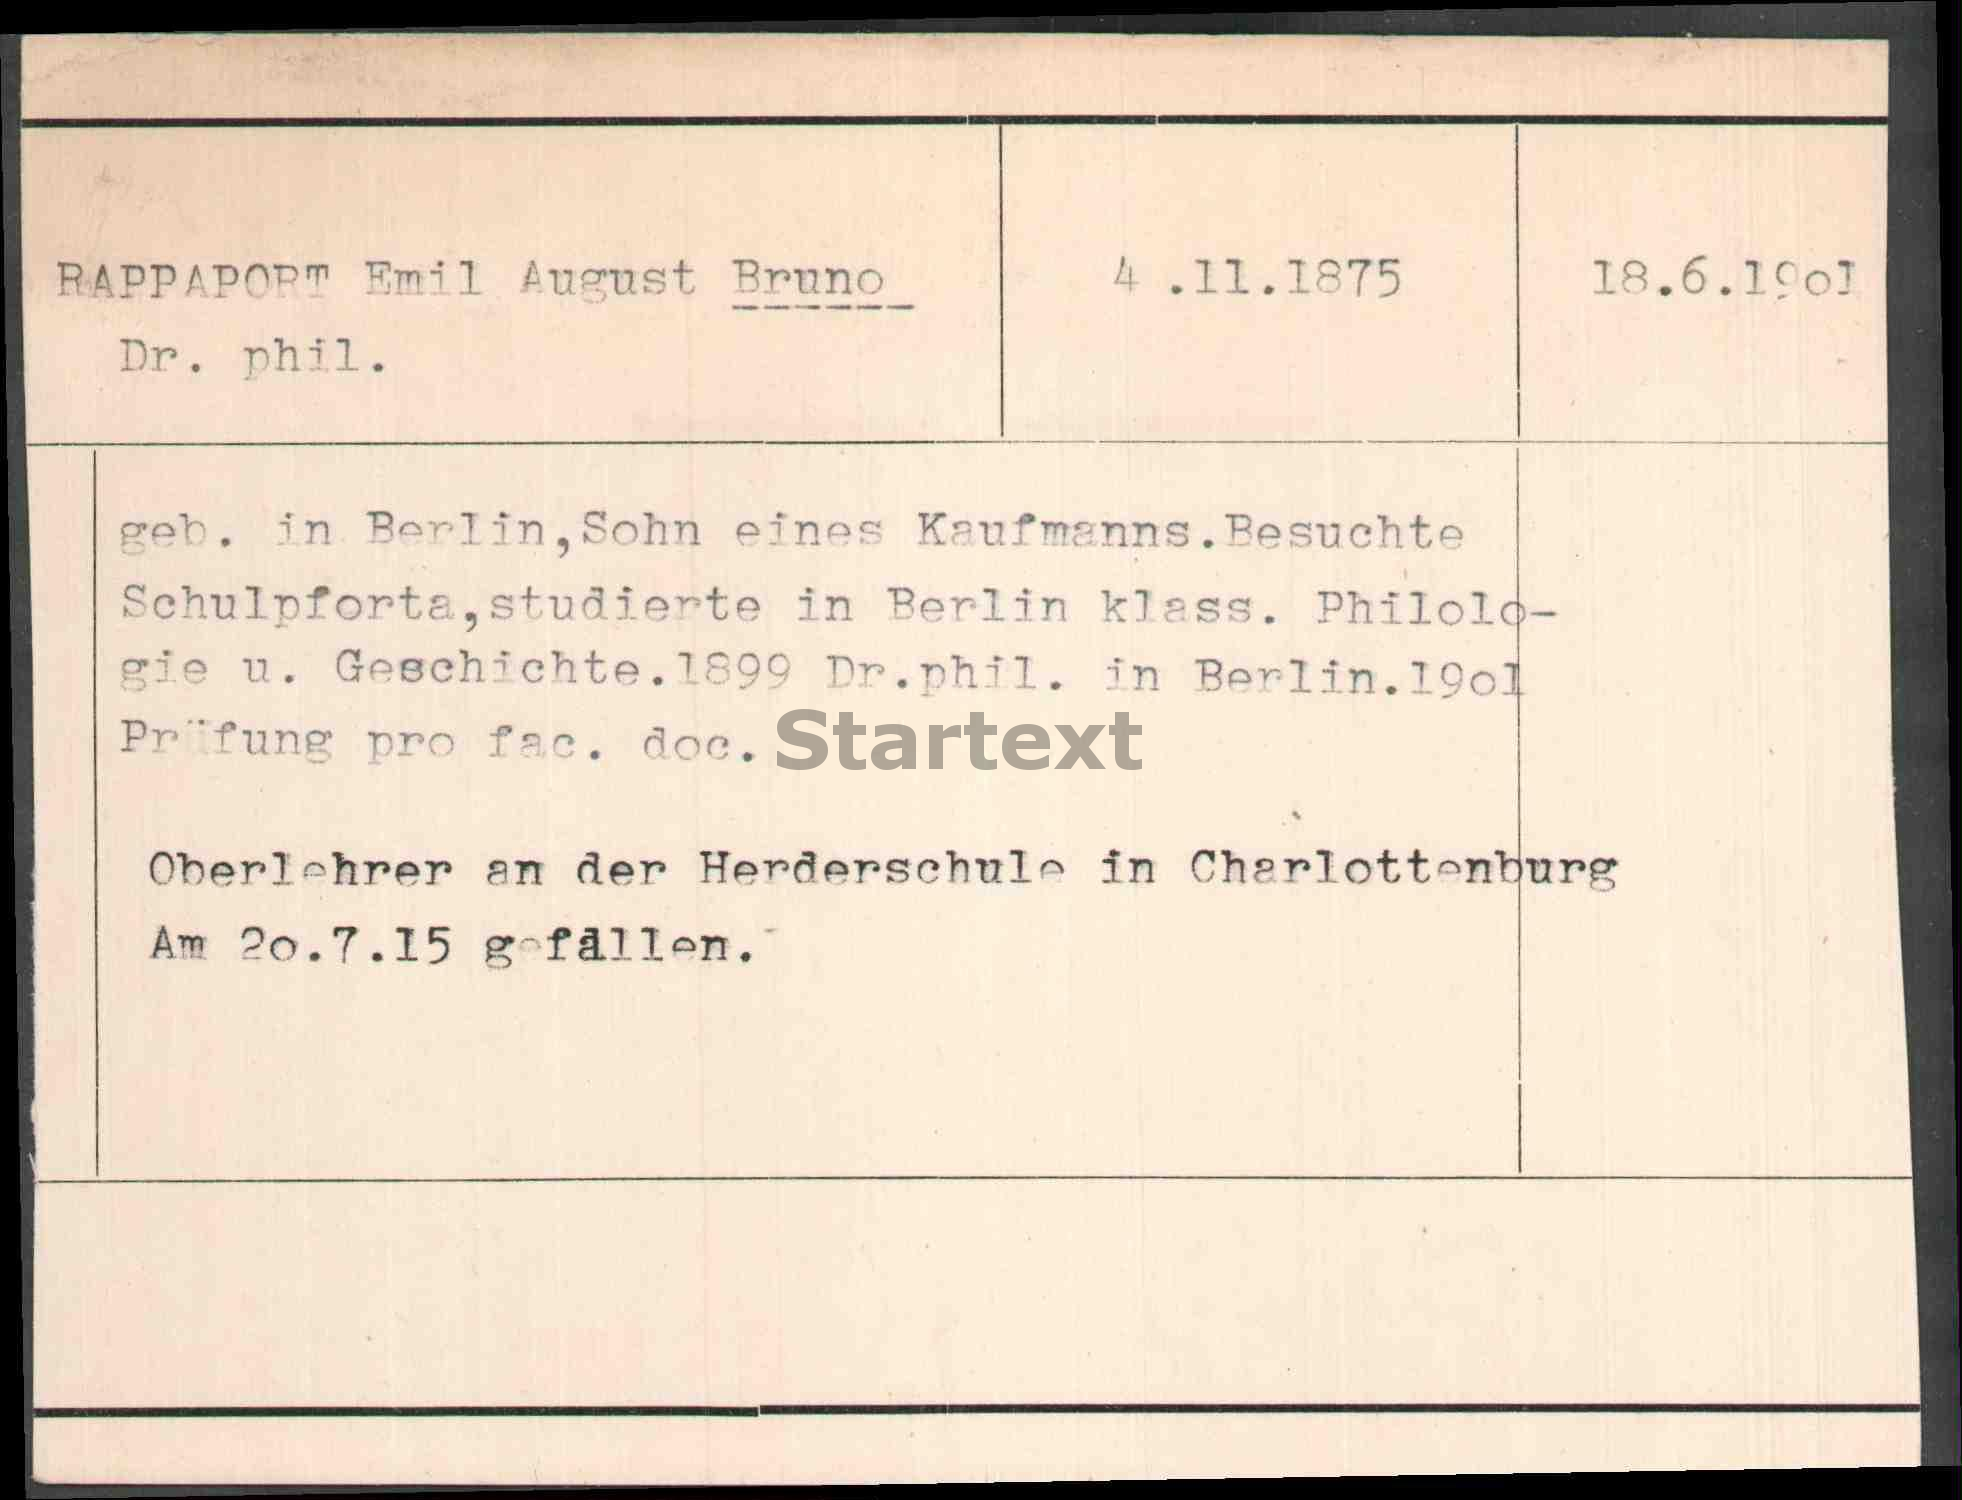 RAPPAPORT Emil August Bruno 4 .11.1875 18.6.19o1
Dr. phil.
geb. in Berlin,Sohn eines Kaufmanns.Besuchte
Schulpforta,studierte in Berlin klass. Philolo-
gie u. Geschichte.1899 Dr.phil. in Berlin.19o1
Prüfung pro fac. doc.
Startext
Oberlehrer an der Herderschule in Charlottenburg
Am 2o.7.15 gefallen.